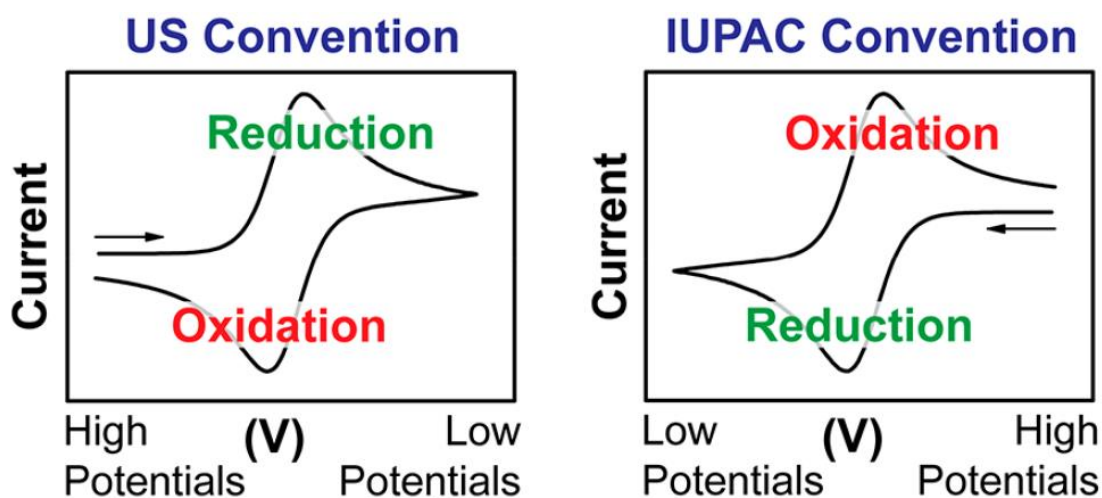 US Convention
Current
Reduction
Oxidation
High
Potentials
(V)
Low
Potentials
IUPAC Convention
Current
Oxidation
Reduction
Low
Potentials
(V)
High
Potentials